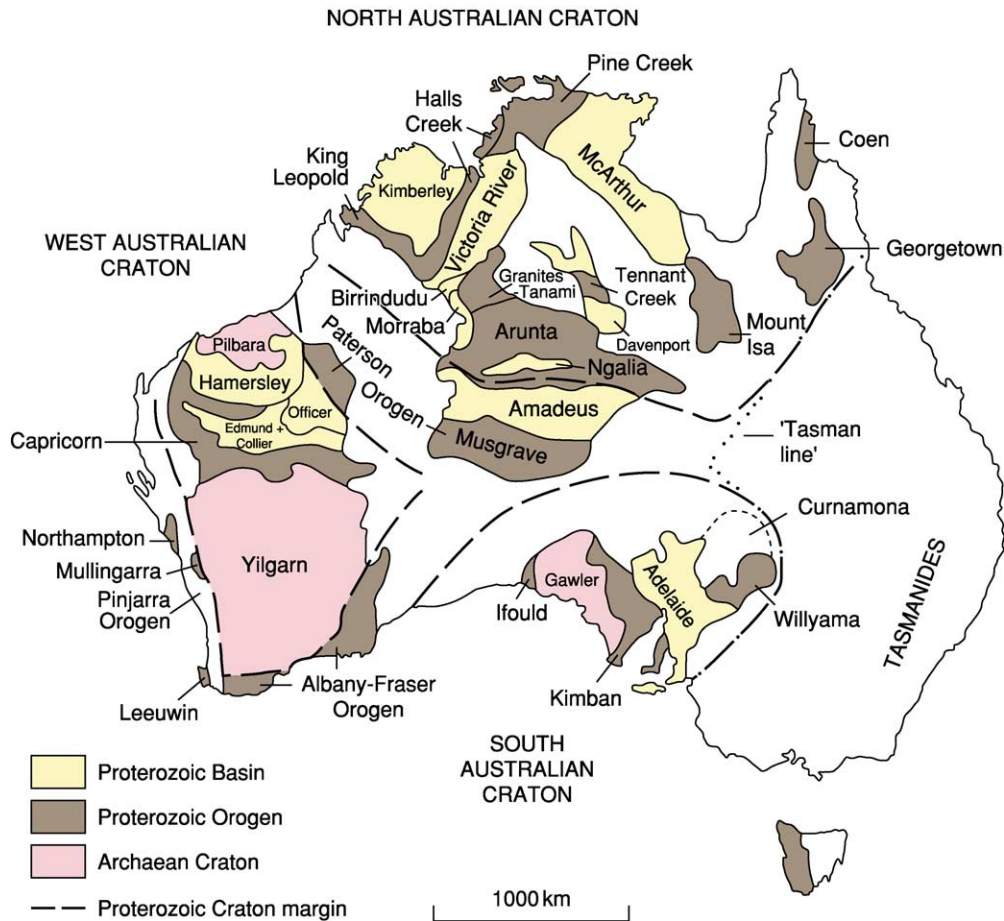 NORTH AUSTRALIAN CRATON
Pine Creek
Halls
Creek
King
Leopold
Kimberley
Victoria River
McArthur
Coen
WEST AUSTRALIAN
CRATON
Georgetown
Birrindudu
Morraba
Granites
-Tanami
Tennant
Creek
Davenport
Mount
Isa
Arunta
Ngalia
Pilbara
Hamersley
Officer
Edmund +
Collier
Capricorn
Paterson
Orogen
Amadeus
Musgrave
'Tasman
line'
Curnamona
Northampton
Mullingarra
Pinjarra
Orogen
Yilgarn
Leeuwin
Albany-Fraser
Orogen
Ifould
Gawler
Adelaide
Kimban
Willyama
TASMANIDES
SOUTH
AUSTRALIAN
CRATON
Proterozoic Basin
Proterozoic Orogen
Archaean Craton
Proterozoic Craton margin
1000 km